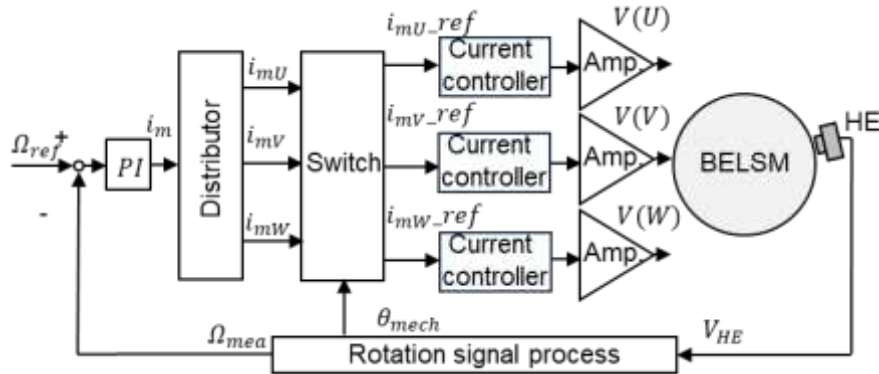 Ω_ref
+
-
PI
i_m
Distributor
i_mU
i_mV
i_mW
Switch
i_mU_ref
i_mV_ref
i_mW_ref
Current
controller
Current
controller
Current
controller
V(U)
Amp.
V(V)
Amp.
V(W)
Amp.
BELSM
HE
Ω_mea
θ_mech
V_HE
Rotation signal process